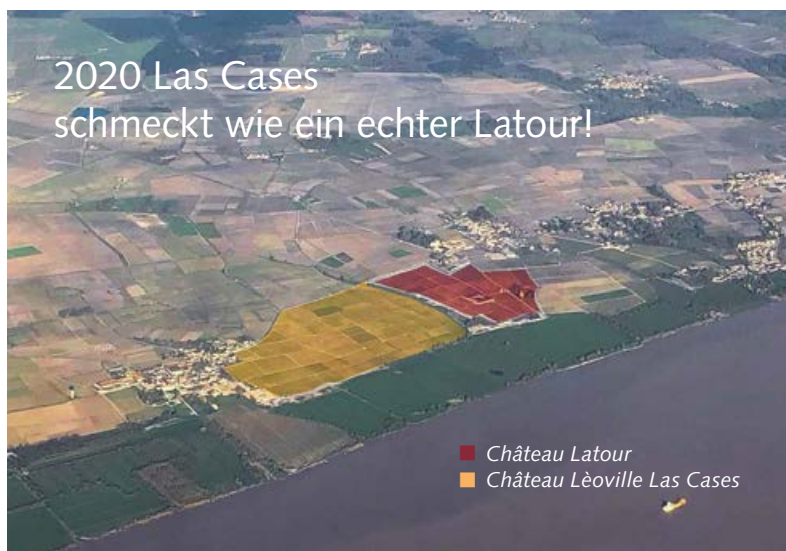 2020 Las Cases
schmeckt wie ein echter Latour!
Château Latour
Château Lèoville Las Cases